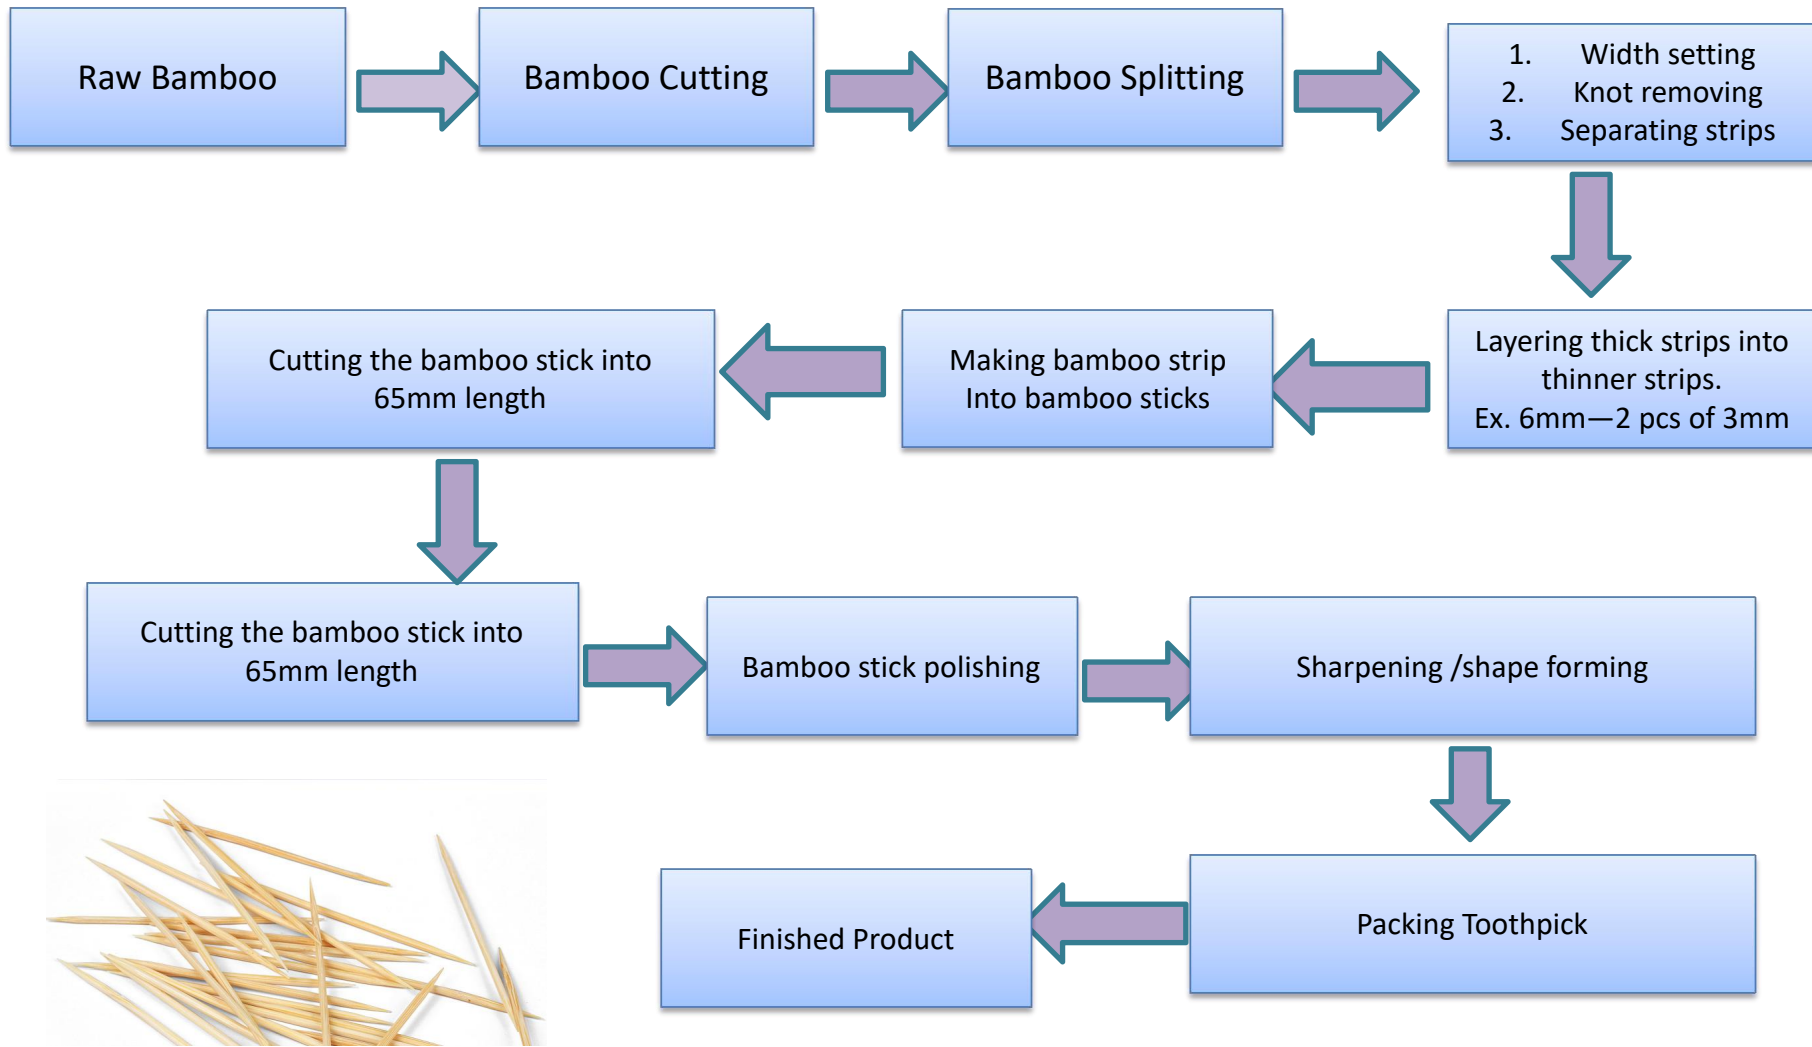 Raw Bamboo
Bamboo Cutting
Bamboo Splitting
1. Width setting
2. Knot removing
3. Separating strips
Layering thick strips into
thinner strips.
Ex. 6mm—2 pcs of 3mm
Making bamboo strip
Into bamboo sticks
Cutting the bamboo stick into
65mm length
Cutting the bamboo stick into
65mm length
Bamboo stick polishing
Sharpening /shape forming
Packing Toothpick
Finished Product